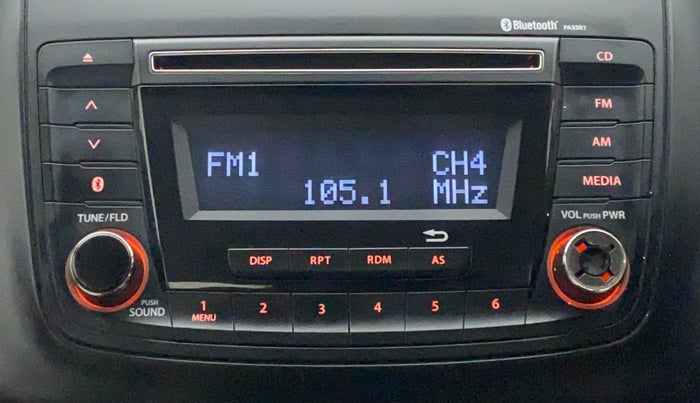 Bluetooth PASSR1
CD
FM1 CH4
105.1 MHz
FM
AM
MEDIA
TUNE/FLD
VOL PUSH PWR
DISP RPT RDM AS
PUSH SOUND
1 MENU 2 3 4 5 6